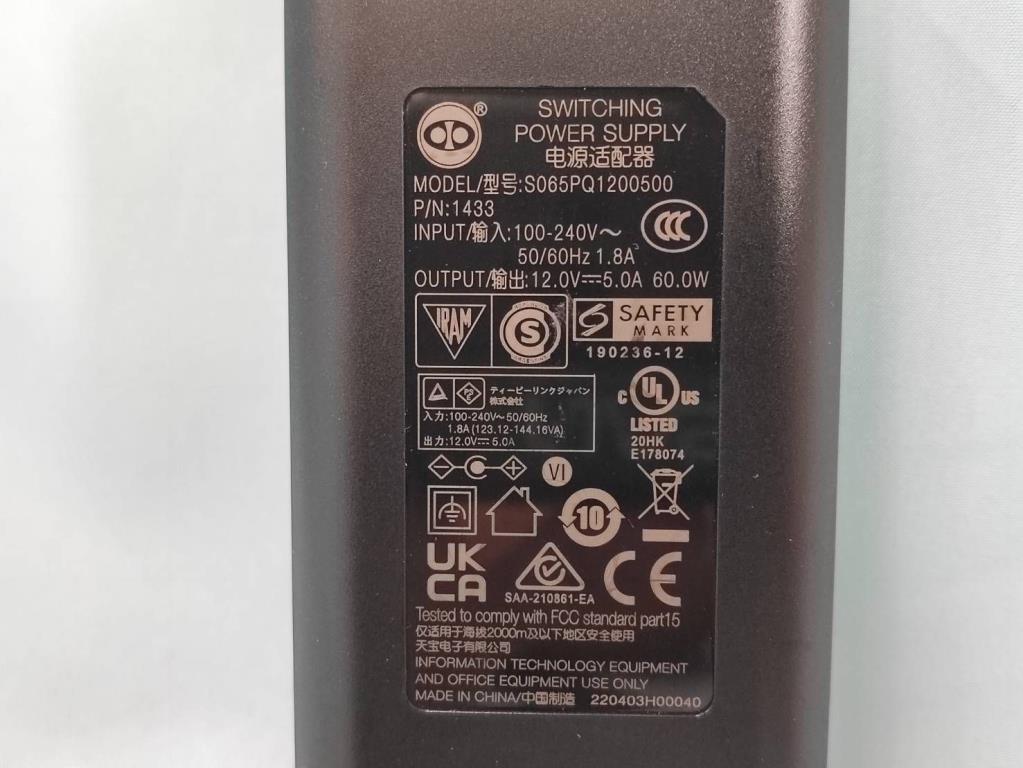 ®
SWITCHING
POWER SUPPLY
电源适配器
MODEL/型号:S065PQ1200500
P/N:1433
INPUT/输入:100-240V～
50/60Hz 1.8A
OUTPUT/输出:12.0V⎓5.0A 60.0W
CCC
IRAM
S
SAFETY
MARK
190236-12
PSE
ティーピーリンクジャパン
株式会社
入力:100-240V～50/60Hz
1.8A(123.12-144.16VA)
出力:12.0V⎓5.0A
C UL US
LISTED
20HK
E178074
VI
10
UK
CA
SAA-210861-EA
CE
Tested to comply with FCC standard part15
仅适用于海拔2000m及以下地区安全使用
天宝电子有限公司
INFORMATION TECHNOLOGY EQUIPMENT
AND OFFICE EQUIPMENT USE ONLY
MADE IN CHINA/中国制造 220403H00040